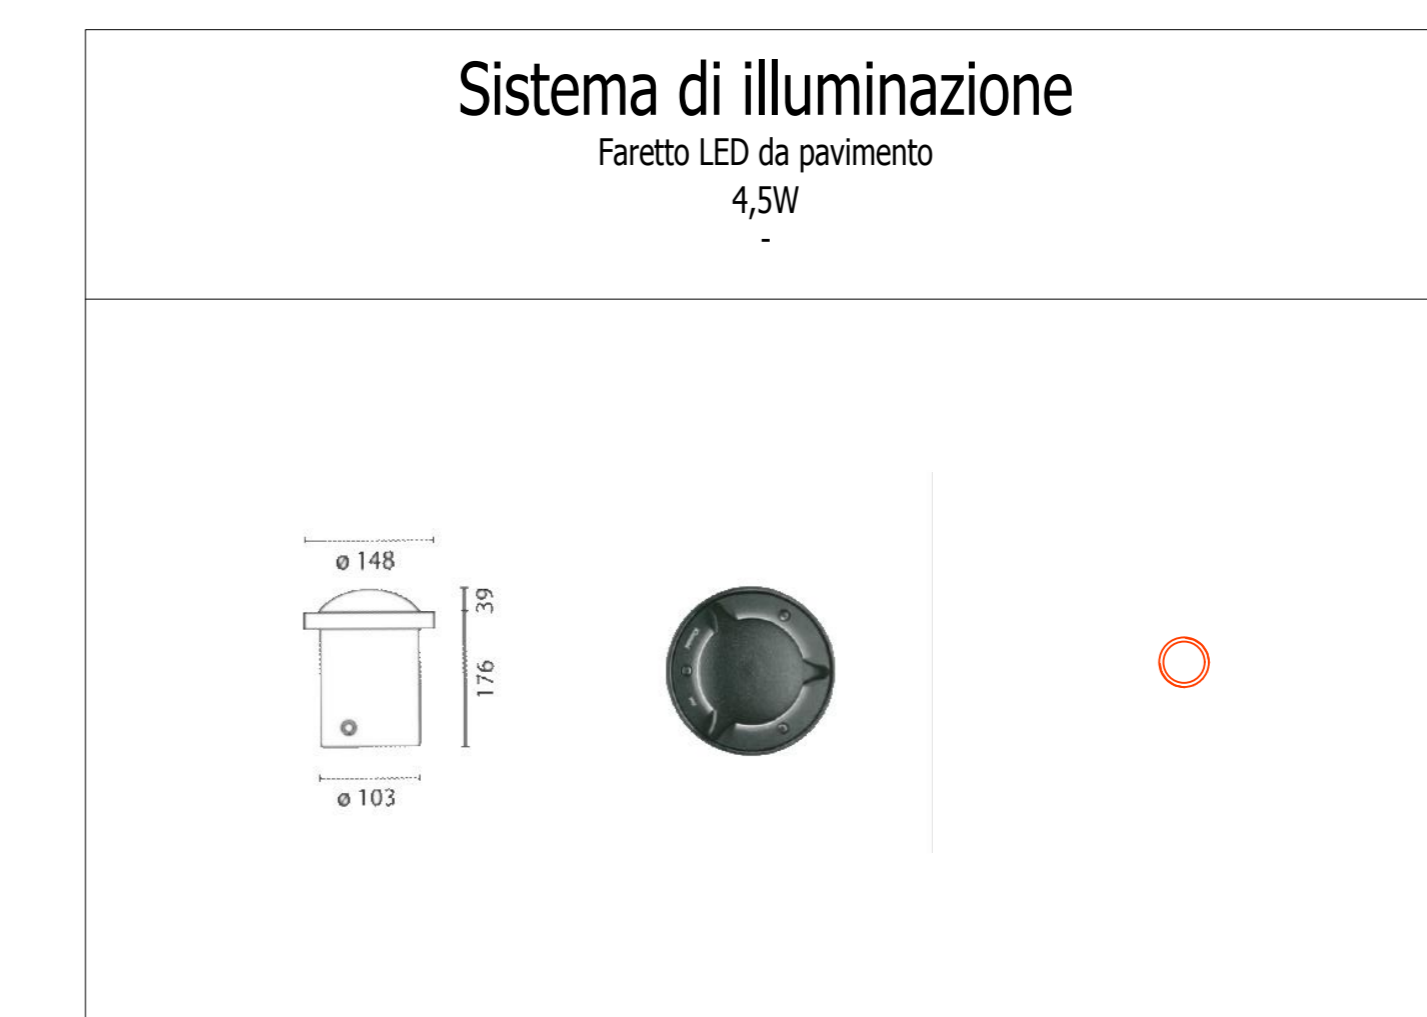 Sistema di illuminazione
Faretto LED da pavimento
4,5W
-
ø 148
39
176
ø 103